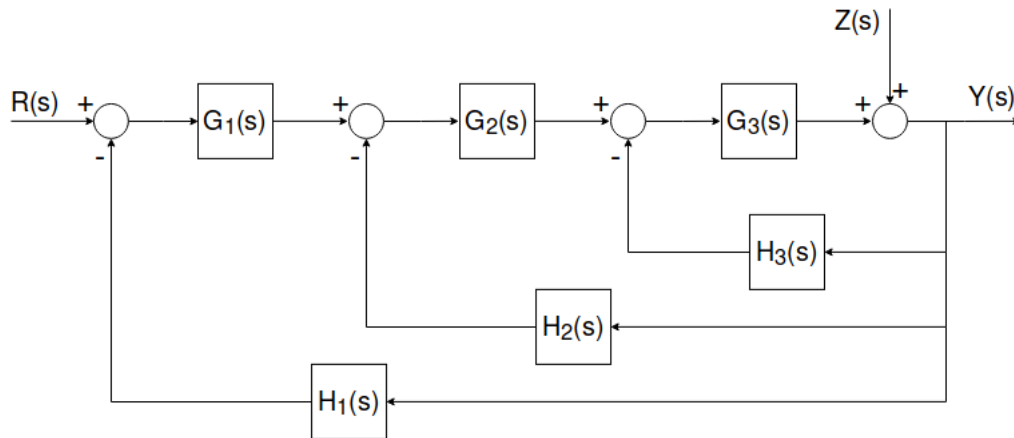 Z(s)
R(s) + G₁(s) + G₂(s) + G₃(s) + + Y(s)
- - -
H₃(s)
H₂(s)
H₁(s)